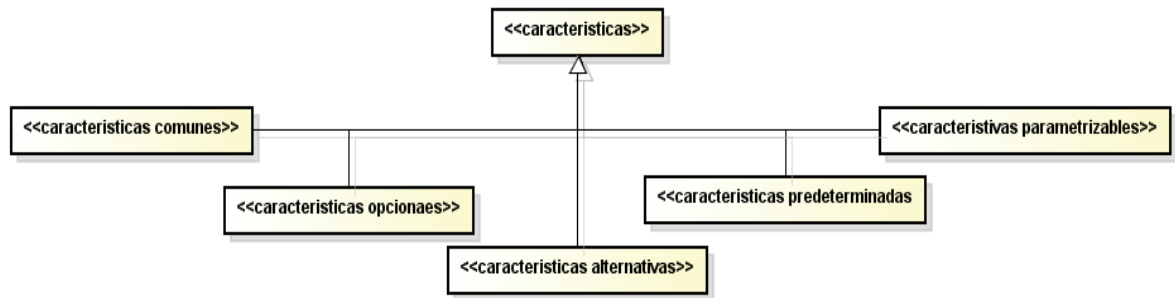 <<caracteristicas>>
<<caracteristicas comunes>>
<<caracteristivas parametrizables>>
<<caracteristicas opcionaes>>
<<caracteristicas predeterminadas
<<caracteristicas alternativas>>